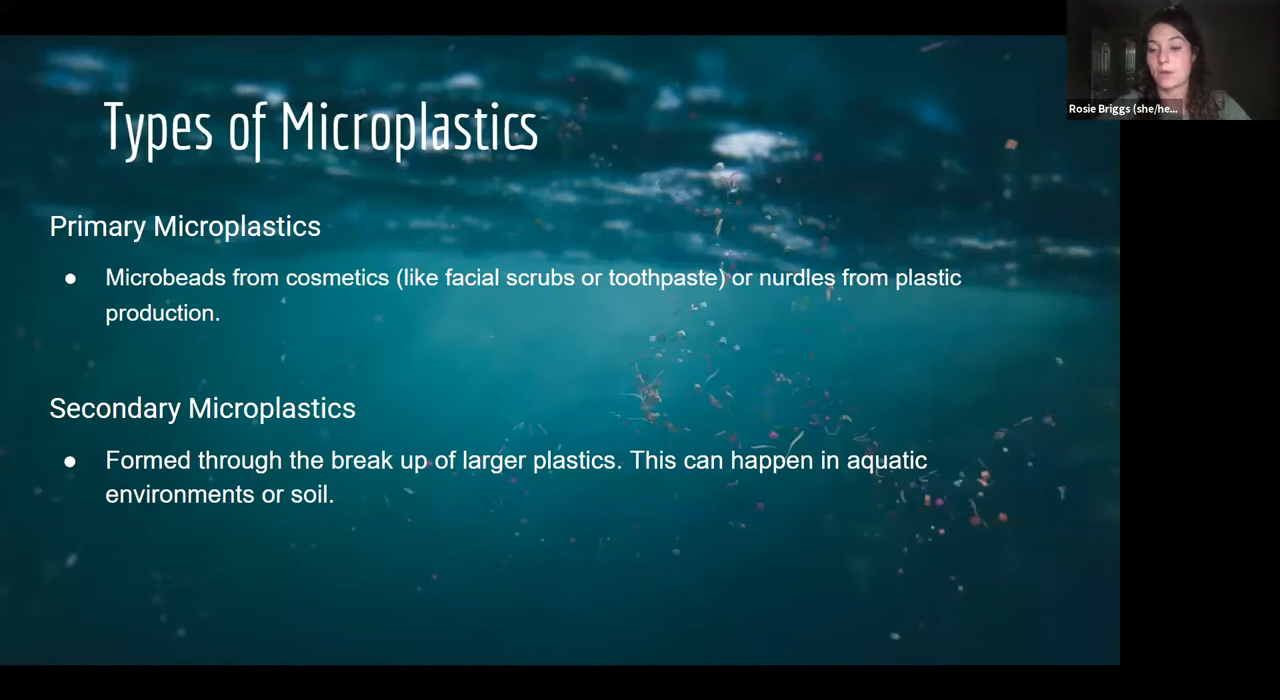 Types of Microplastics
Rosie Briggs (she/he...
Primary Microplastics
● Microbeads from cosmetics (like facial scrubs or toothpaste) or nurdles from plastic
production.
Secondary Microplastics
● Formed through the break up of larger plastics. This can happen in aquatic
environments or soil.